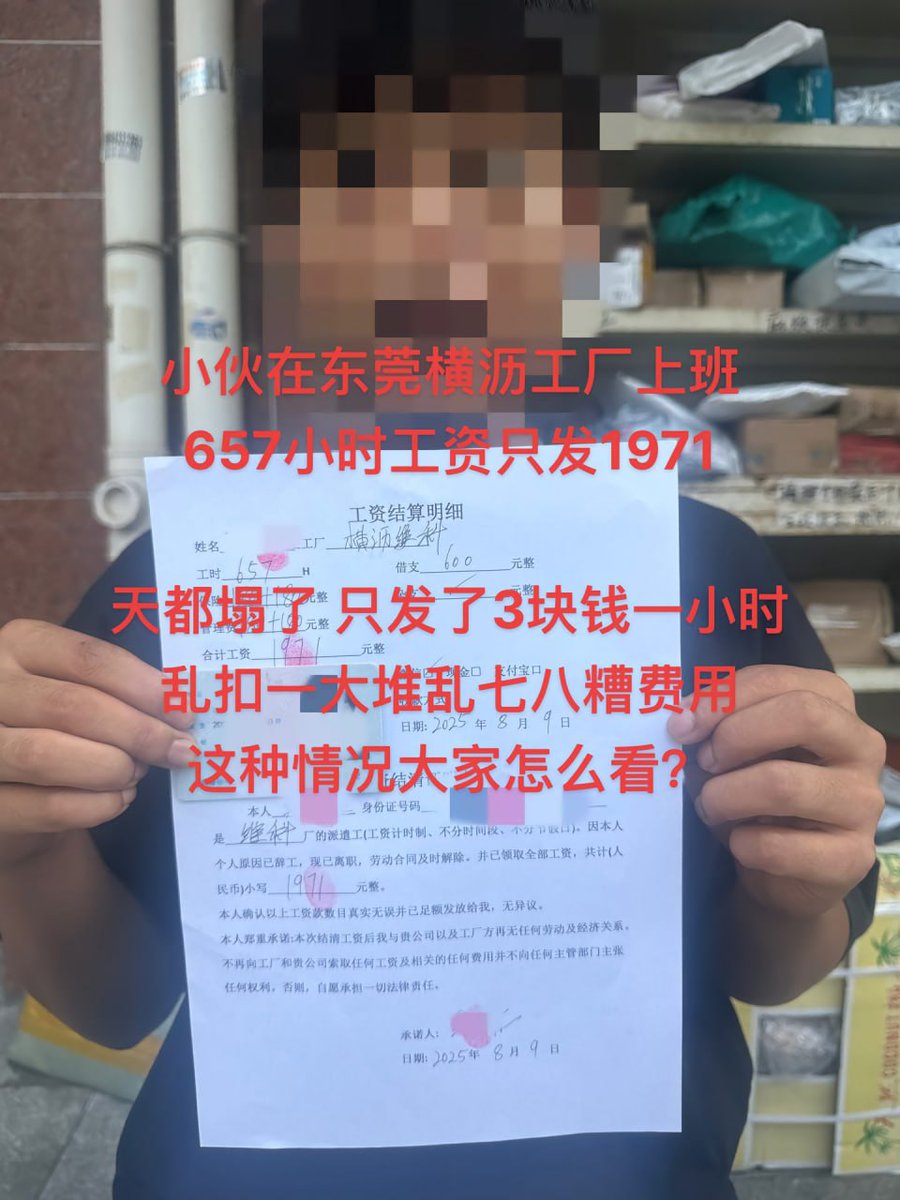 小伙在东莞横沥工厂上班
657小时工资只发1971
工资结算明细
姓名
工厂 横沥维科
工时 657 H
借支 600 元整
元整
元整
天都塌了 只发了3块钱一小时
管理费 元整
合计工资 1971 元整
现金口 支付宝口
乱扣一大堆乱七八糟费用
日期: 2025 年 8 月 9 日
这种情况大家怎么看?
本人 身份证号码
是 维科 厂的派遣工(工资计时制、不分时间段、不分节假日)。因本人
个人原因已辞工,现已离职,劳动合同及时解除。并已领取全部工资,共计(人
民币)小写 1971 元整。
本人确认以上工资款数目真实无误并已足额发放给我,无异议。
本人郑重承诺:本次结清工资后我与贵公司以及工厂方再无任何劳动及经济关系。
不再向工厂和贵公司索取任何工资及相关的任何费用并不向任何主管部门主张
任何权利,否则,自愿承担一切法律责任。
承诺人:
日期: 2025 年 8 月 9 日